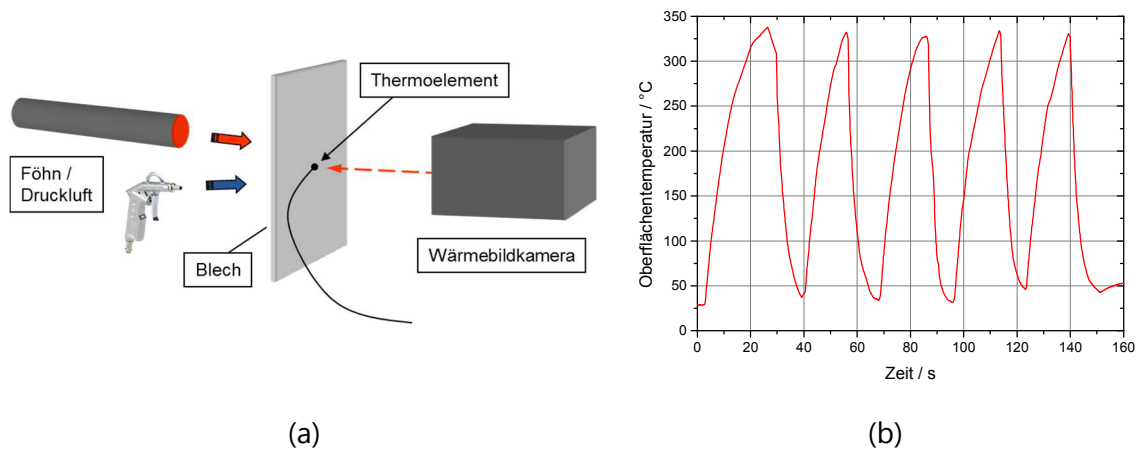 Thermoelement
Föhn /
Druckluft
Blech
Wärmebildkamera
(a)
Oberflächentemperatur / °C
350
300
250
200
150
100
50
0
0 20 40 60 80 100 120 140 160
Zeit / s
(b)